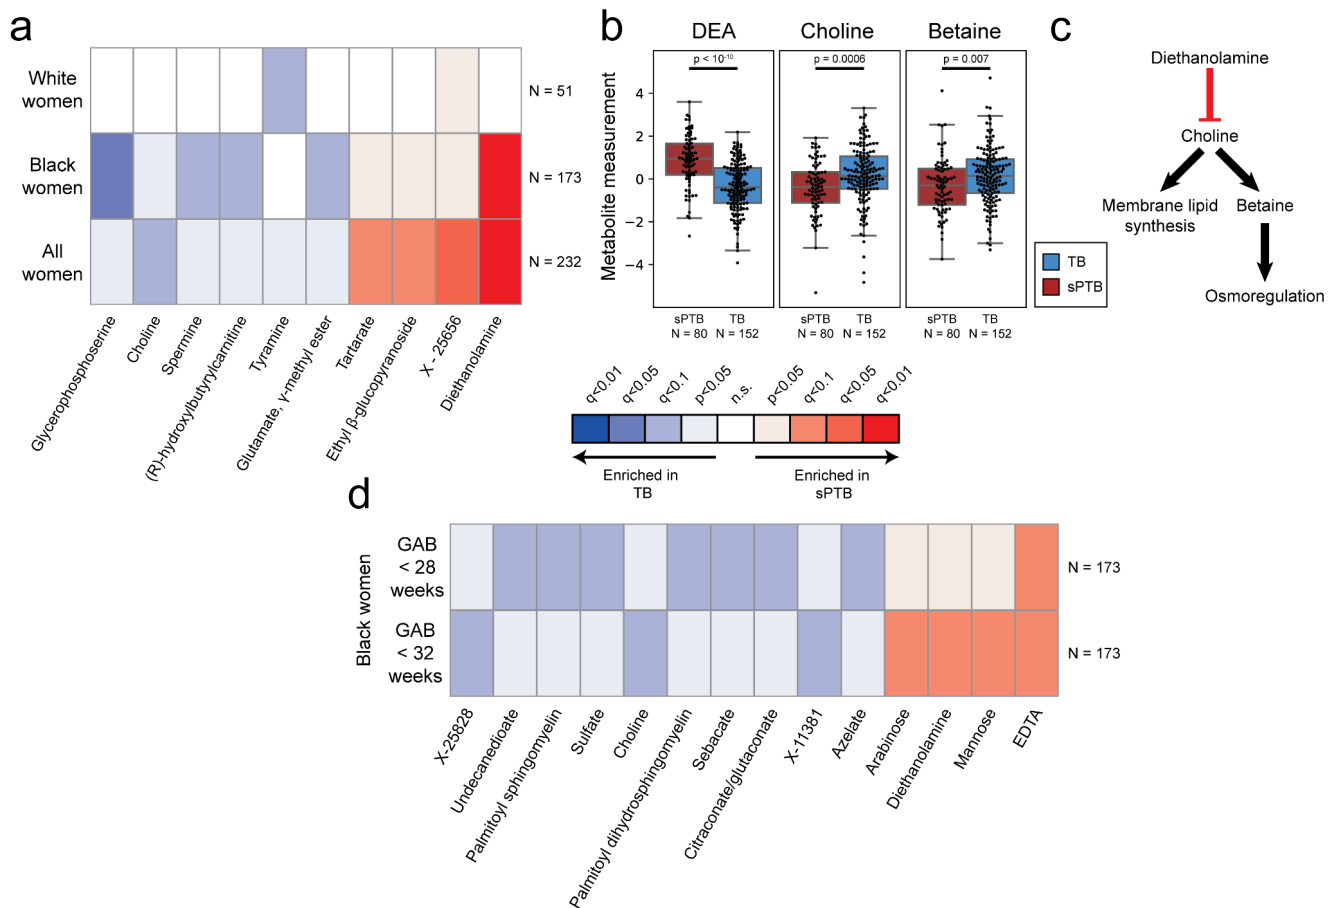 a
White
women
N = 51
Black
women
N = 173
All
women
N = 232
Glycerophosphoserine
Choline
Spermine
(R)-hydroxylbutyrylcarnitine
Tyramine
Glutamate, γ-methyl ester
Tartarate
Ethyl β-glucopyranoside
X - 25656
Diethanolamine
b
DEA
Choline
Betaine
Metabolite measurement
4
2
0
−2
−4
p < 10⁻¹⁰
p = 0.0006
p = 0.007
sPTB
N = 80
TB
N = 152
sPTB
N = 80
TB
N = 152
sPTB
N = 80
TB
N = 152
TB
sPTB
c
Diethanolamine
Choline
Membrane lipid
synthesis
Betaine
Osmoregulation
q<0.01
q<0.05
q<0.1
p<0.05
n.s.
p<0.05
q<0.1
q<0.05
q<0.01
Enriched in
TB
Enriched in
sPTB
d
Black women
GAB
< 28
weeks
N = 173
GAB
< 32
weeks
N = 173
X-25828
Undecanedioate
Palmitoyl sphingomyelin
Sulfate
Choline
Palmitoyl dihydrosphingomyelin
Sebacate
Citraconate/glutaconate
X-11381
Azelate
Arabinose
Diethanolamine
Mannose
EDTA